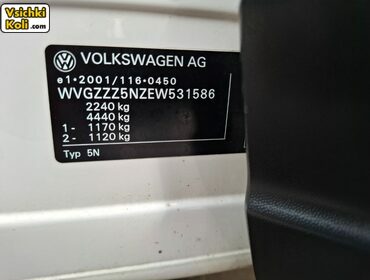 Vsichki
Koli.com
VOLKSWAGEN AG
e1*2001/116*0450
WVGZZZ5NZEW531586
2240 kg
4440 kg
1- 1170 kg
2- 1120 kg
Typ 5N